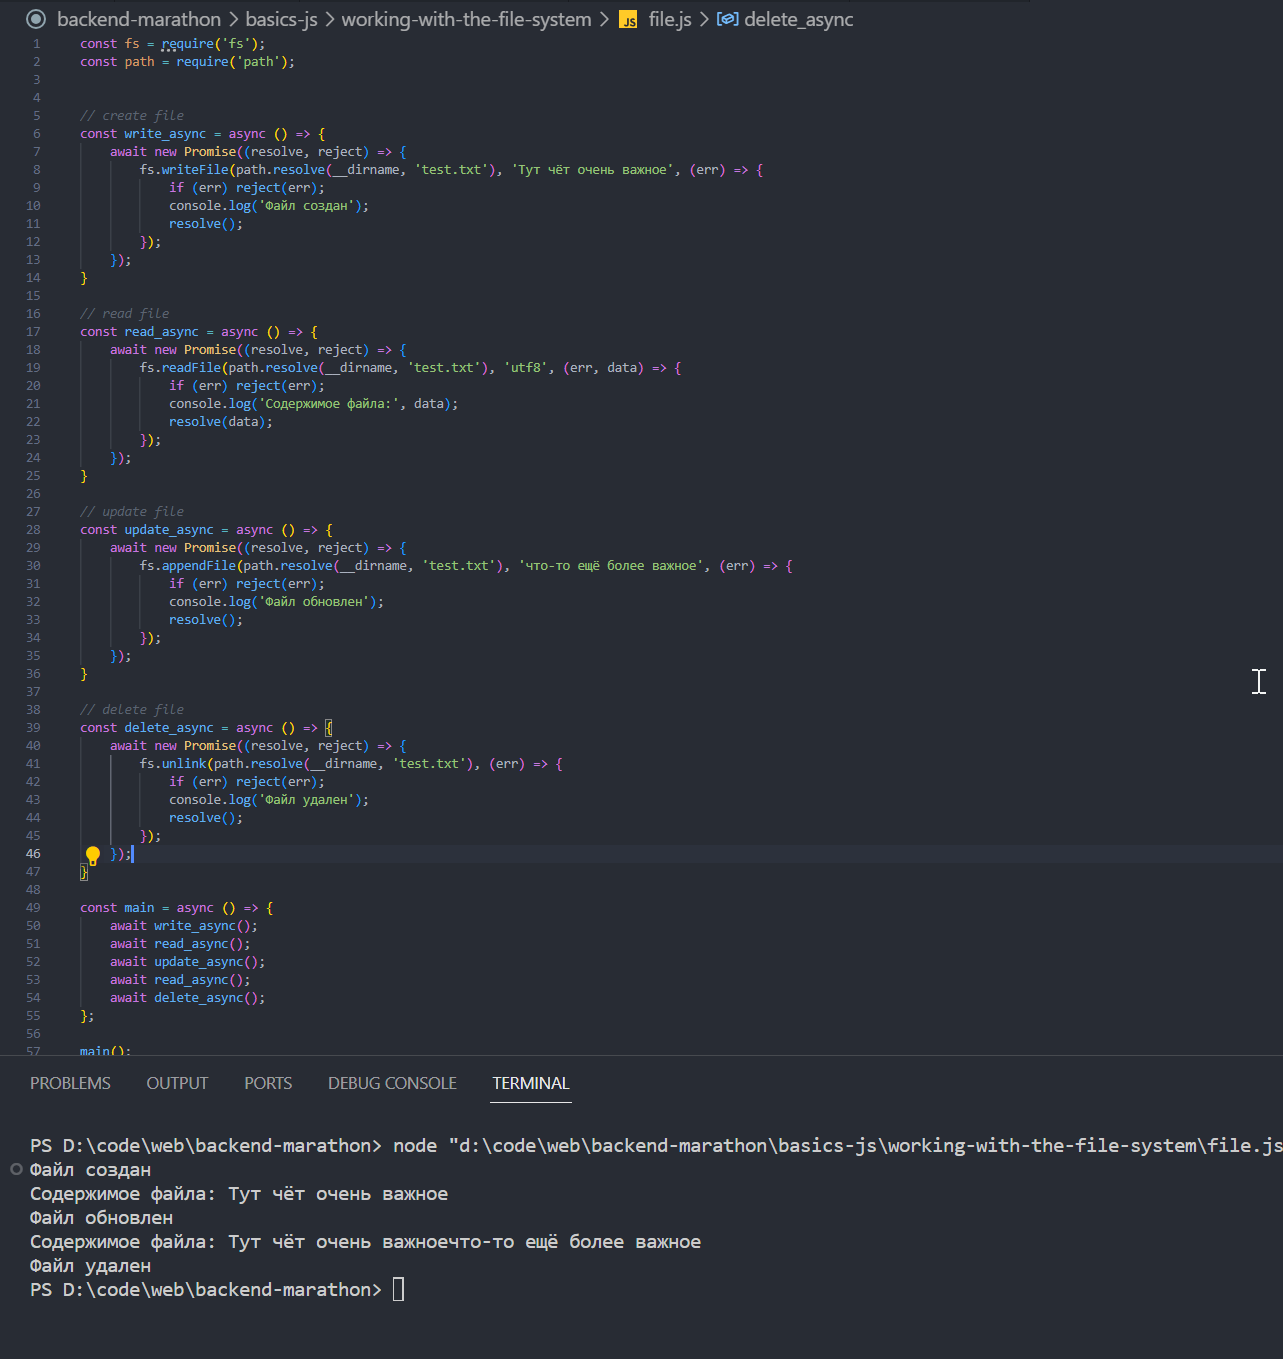 backend-marathon > basics-js > working-with-the-file-system > JS file.js > delete_async
1 const fs = require('fs');
2 const path = require('path');
3
4
5 // create file
6 const write_async = async () => {
7 await new Promise((resolve, reject) => {
8 fs.writeFile(path.resolve(__dirname, 'test.txt'), 'Тут чёт очень важное', (err) => {
9 if (err) reject(err);
10 console.log('Файл создан');
11 resolve();
12 });
13 });
14 }
15
16 // read file
17 const read_async = async () => {
18 await new Promise((resolve, reject) => {
19 fs.readFile(path.resolve(__dirname, 'test.txt'), 'utf8', (err, data) => {
20 if (err) reject(err);
21 console.log('Содержимое файла:', data);
22 resolve(data);
23 });
24 });
25 }
26
27 // update file
28 const update_async = async () => {
29 await new Promise((resolve, reject) => {
30 fs.appendFile(path.resolve(__dirname, 'test.txt'), 'что-то ещё более важное', (err) => {
31 if (err) reject(err);
32 console.log('Файл обновлен');
33 resolve();
34 });
35 });
36 }
37
38 // delete file
39 const delete_async = async () => {
40 await new Promise((resolve, reject) => {
41 fs.unlink(path.resolve(__dirname, 'test.txt'), (err) => {
42 if (err) reject(err);
43 console.log('Файл удален');
44 resolve();
45 });
46 });
47 }
48
49 const main = async () => {
50 await write_async();
51 await read_async();
52 await update_async();
53 await read_async();
54 await delete_async();
55 };
56
57 main();
PROBLEMS OUTPUT PORTS DEBUG CONSOLE TERMINAL
PS D:\code\web\backend-marathon> node "d:\code\web\backend-marathon\basics-js\working-with-the-file-system\file.js
Файл создан
Содержимое файла: Тут чёт очень важное
Файл обновлен
Содержимое файла: Тут чёт очень важноечто-то ещё более важное
Файл удален
PS D:\code\web\backend-marathon>